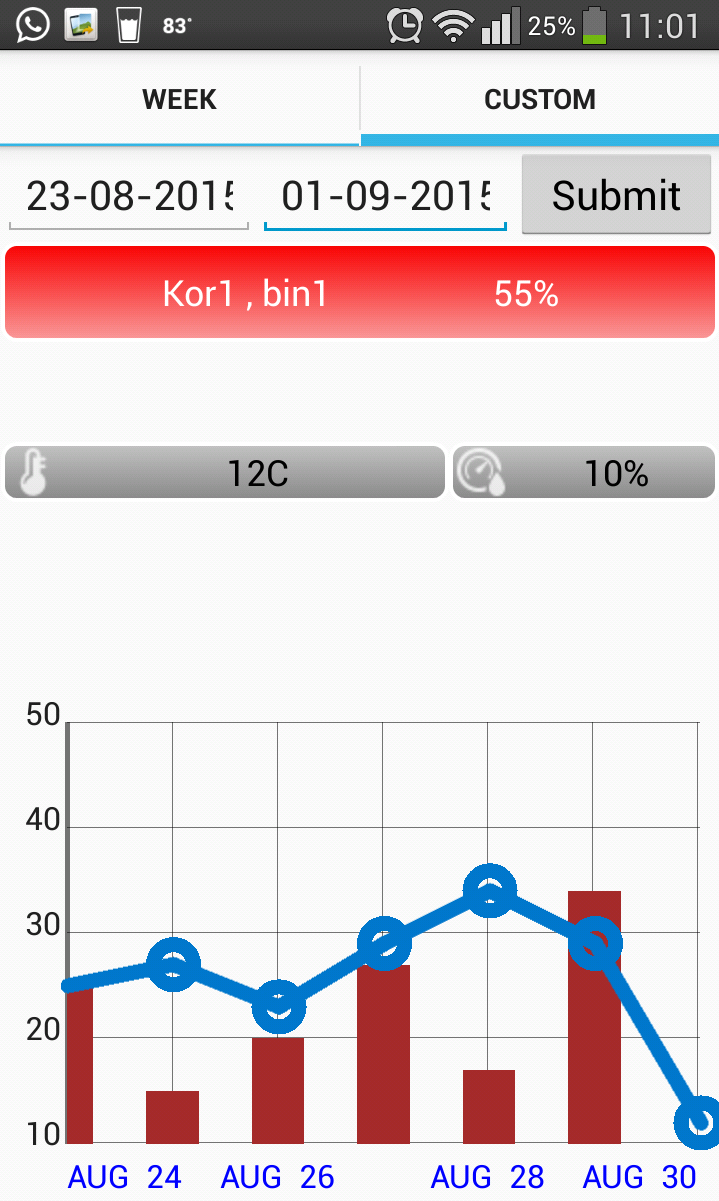 83° 25% 11:01
WEEK CUSTOM
23-08-2015 01-09-2015 Submit
Kor1 , bin1 55%
12C 10%
50
40
30
20
10
AUG 24 AUG 26 AUG 28 AUG 30